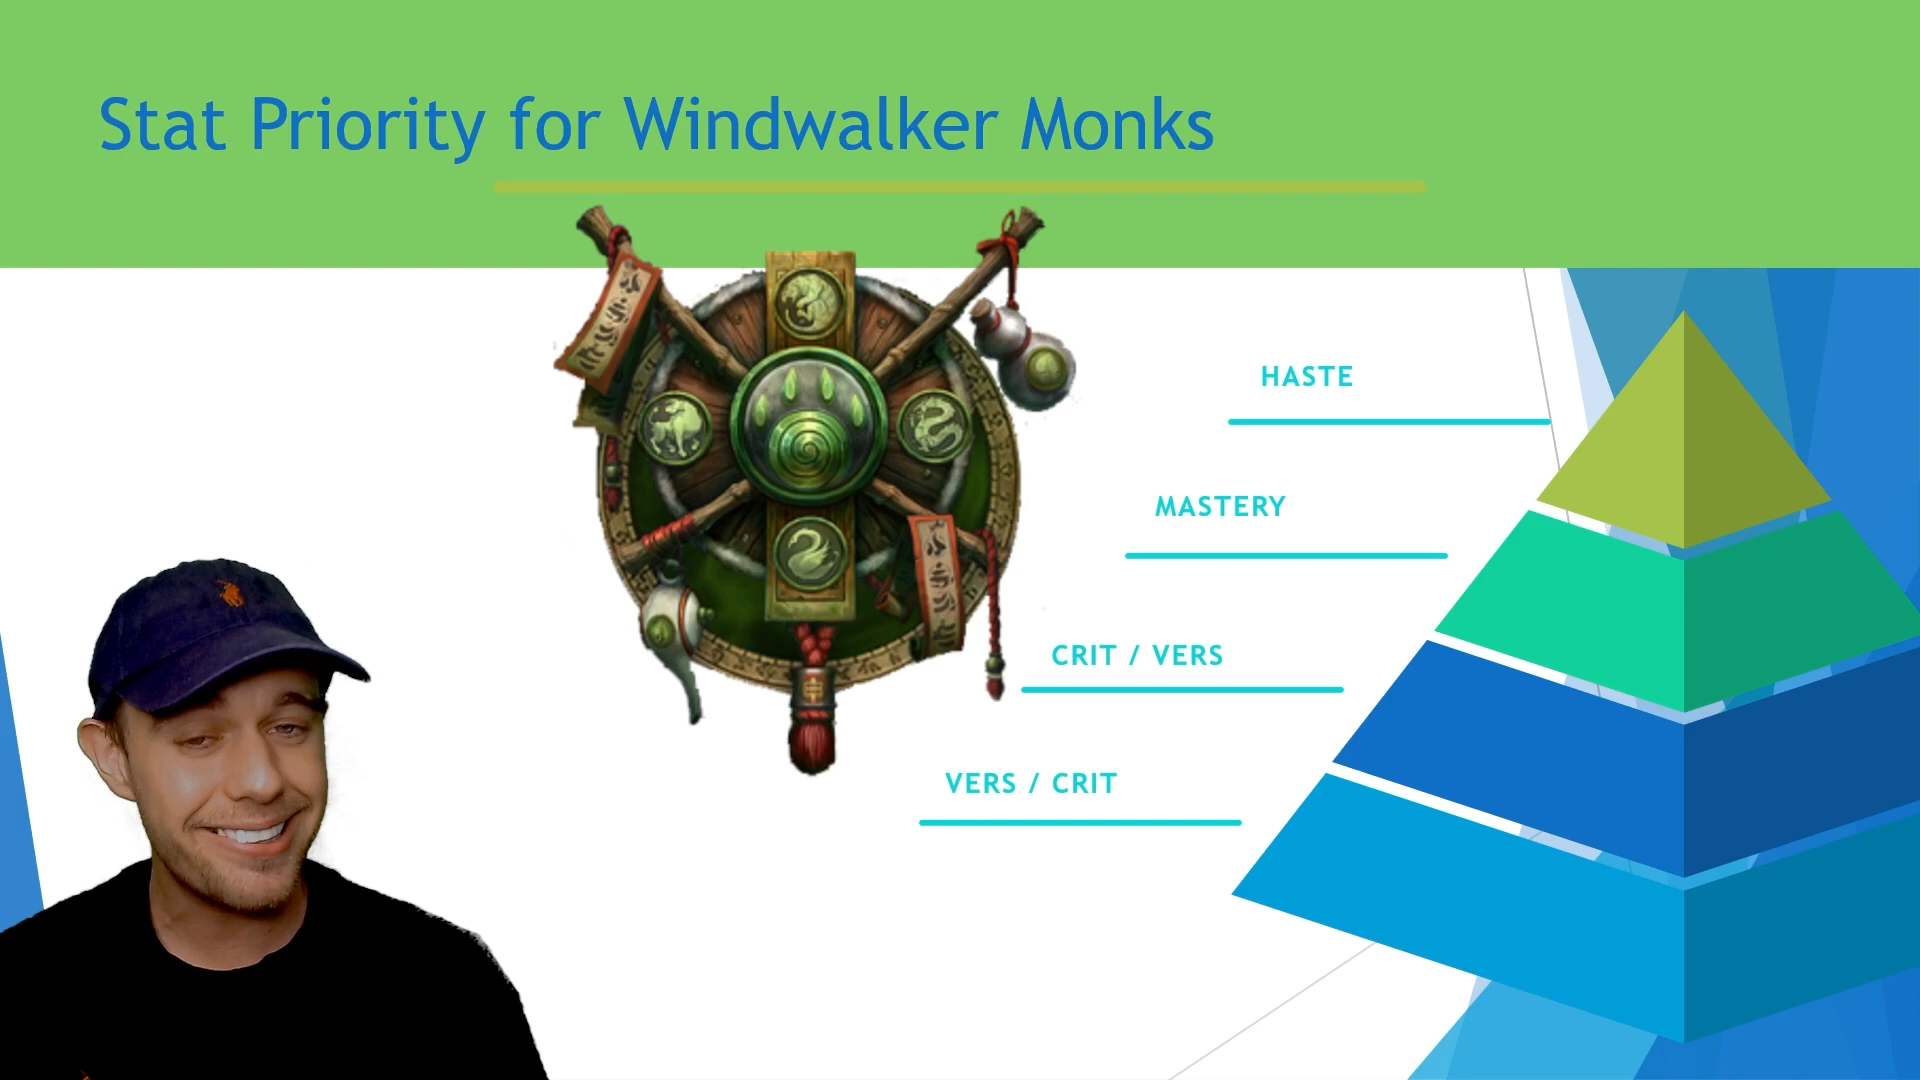 Stat Priority for Windwalker Monks
HASTE
MASTERY
CRIT / VERS
VERS / CRIT